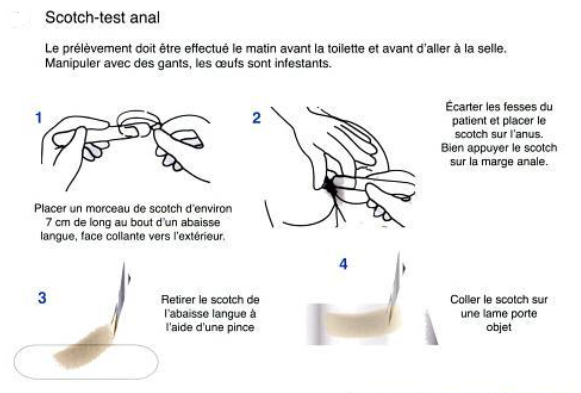 Scotch-test anal
Le prélèvement doit être effectué le matin avant la toilette et avant d'aller à la selle.
Manipuler avec des gants, les œufs sont infestants.
1
Placer un morceau de scotch d'environ
7 cm de long au bout d'un abaisse
langue, face collante vers l'extérieur.
2
Écarter les fesses du
patient et placer le
scotch sur l'anus.
Bien appuyer le scotch
sur la marge anale.
3
Retirer le scotch de
l'abaisse langue à
l'aide d'une pince
4
Coller le scotch sur
une lame porte
objet